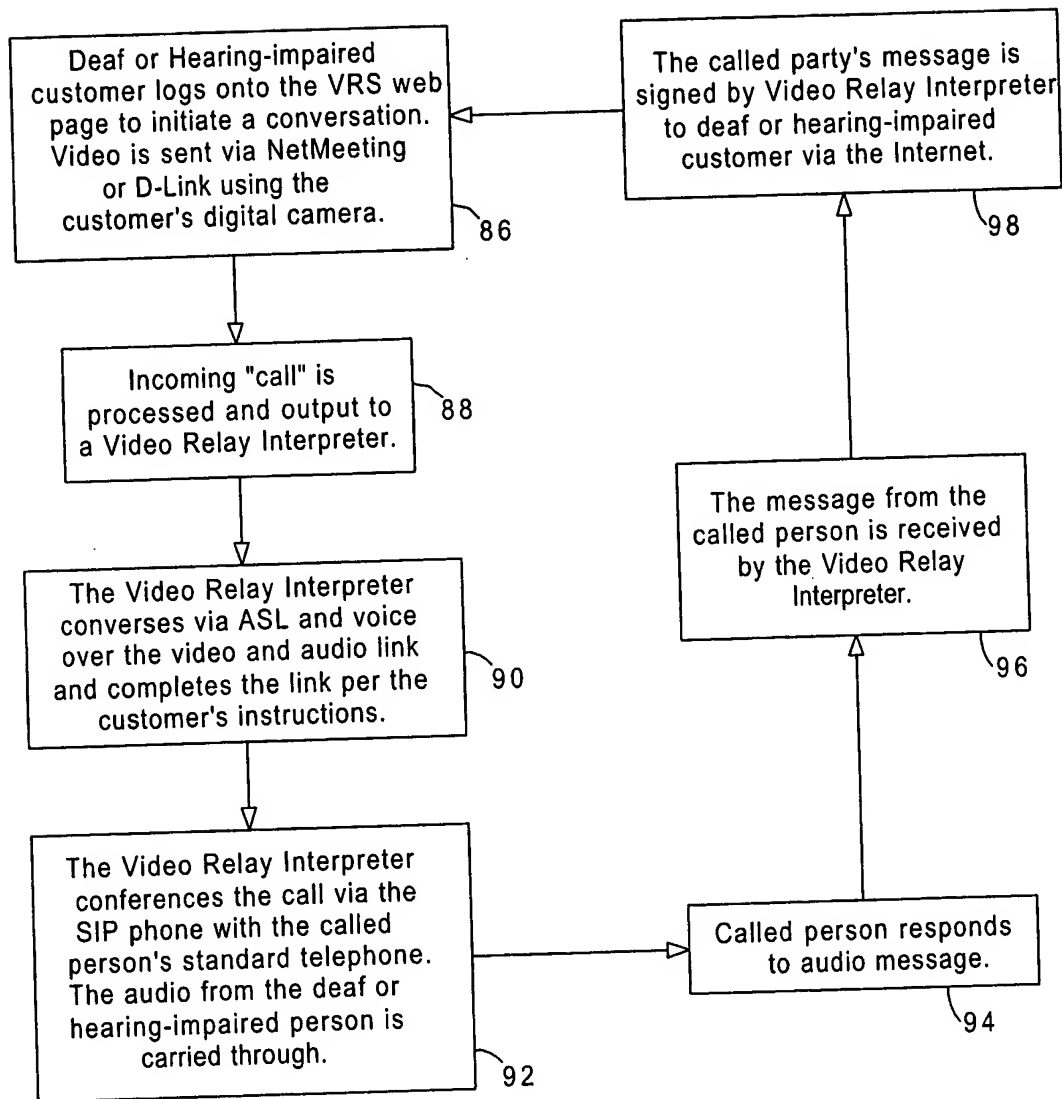 Deaf or Hearing-impaired
customer logs onto the VRS web
page to initiate a conversation.
Video is sent via NetMeeting
or D-Link using the
customer's digital camera.
86
Incoming "call" is
processed and output to
a Video Relay Interpreter.
88
The Video Relay Interpreter
converses via ASL and voice
over the video and audio link
and completes the link per the
customer's instructions.
90
The Video Relay Interpreter
conferences the call via the
SIP phone with the called
person's standard telephone.
The audio from the deaf or
hearing-impaired person is
carried through.
92
Called person responds
to audio message.
94
The message from the
called person is received
by the Video Relay
Interpreter.
96
The called party's message is
signed by Video Relay Interpreter
to deaf or hearing-impaired
customer via the Internet.
98